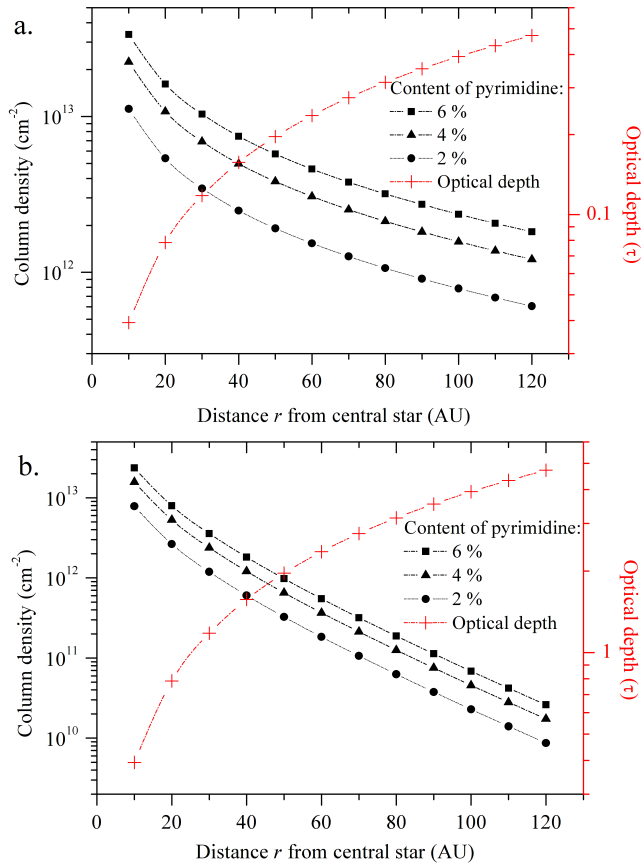 a.
10¹³
10¹²
Column density (cm⁻²)
Content of pyrimidine:
6 %
4 %
2 %
Optical depth
0.1
Optical depth (τ)
0 20 40 60 80 100 120
Distance r from central star (AU)
b.
10¹³
10¹²
10¹¹
10¹⁰
Column density (cm⁻²)
Content of pyrimidine:
6 %
4 %
2 %
Optical depth
1
Optical depth (τ)
0 20 40 60 80 100 120
Distance r from central star (AU)